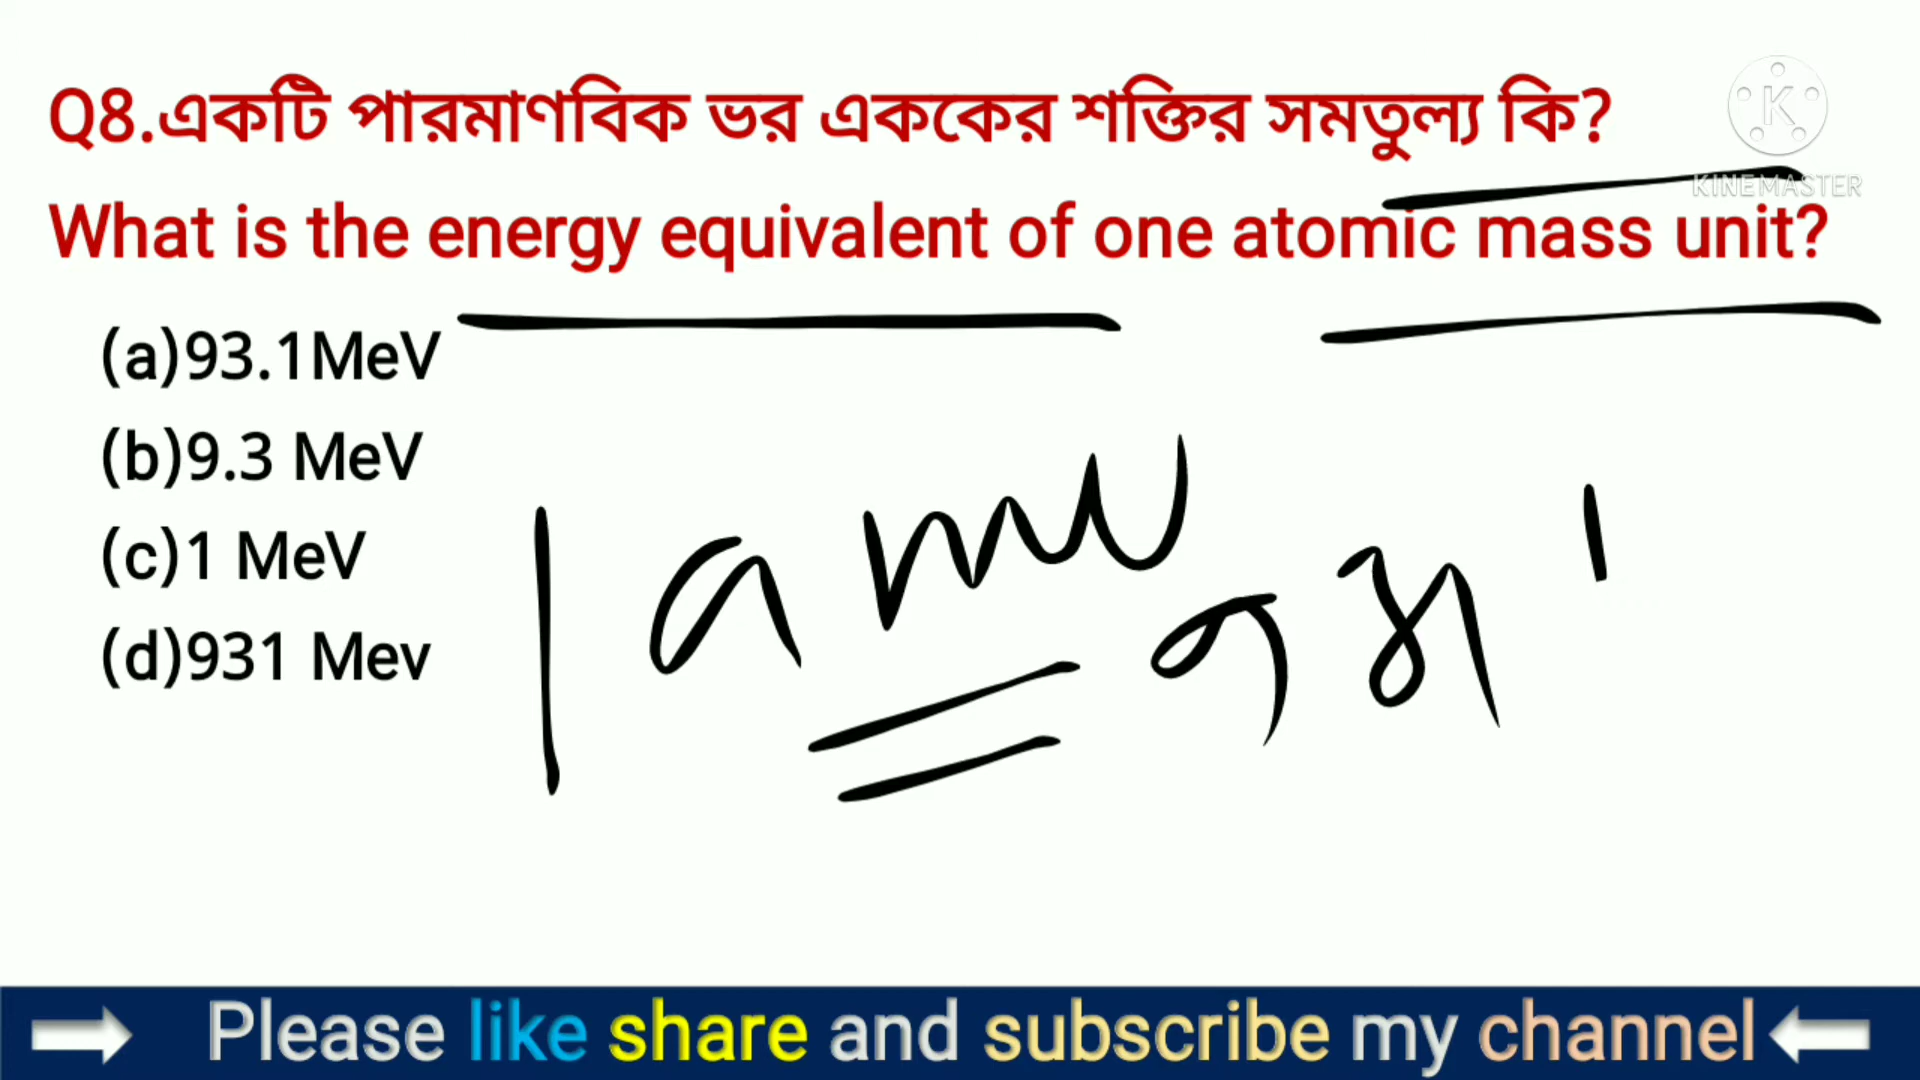 Q8.একটি পারমাণবিক ভর এককের শক্তির সমতুল্য কি?
KINEMASTER
What is the energy equivalent of one atomic mass unit?
(a)93.1MeV
(b)9.3 MeV
(c)1 MeV
(d)931 Mev
1 amu
Please like share and subscribe my channel